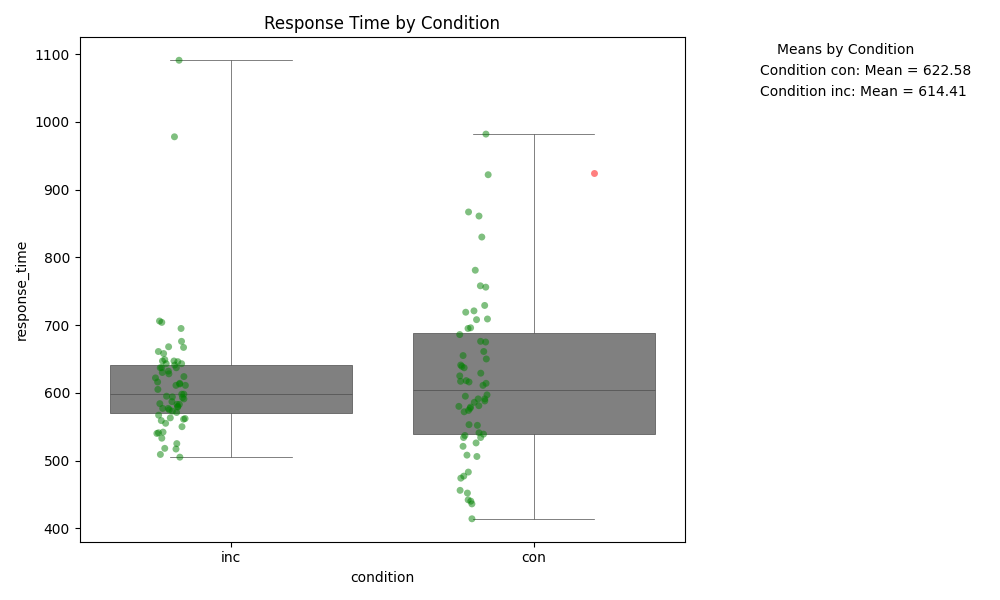 Response Time by Condition
Means by Condition
Condition con: Mean = 622.58
Condition inc: Mean = 614.41
response_time
1100
1000
900
800
700
600
500
400
inc
con
condition